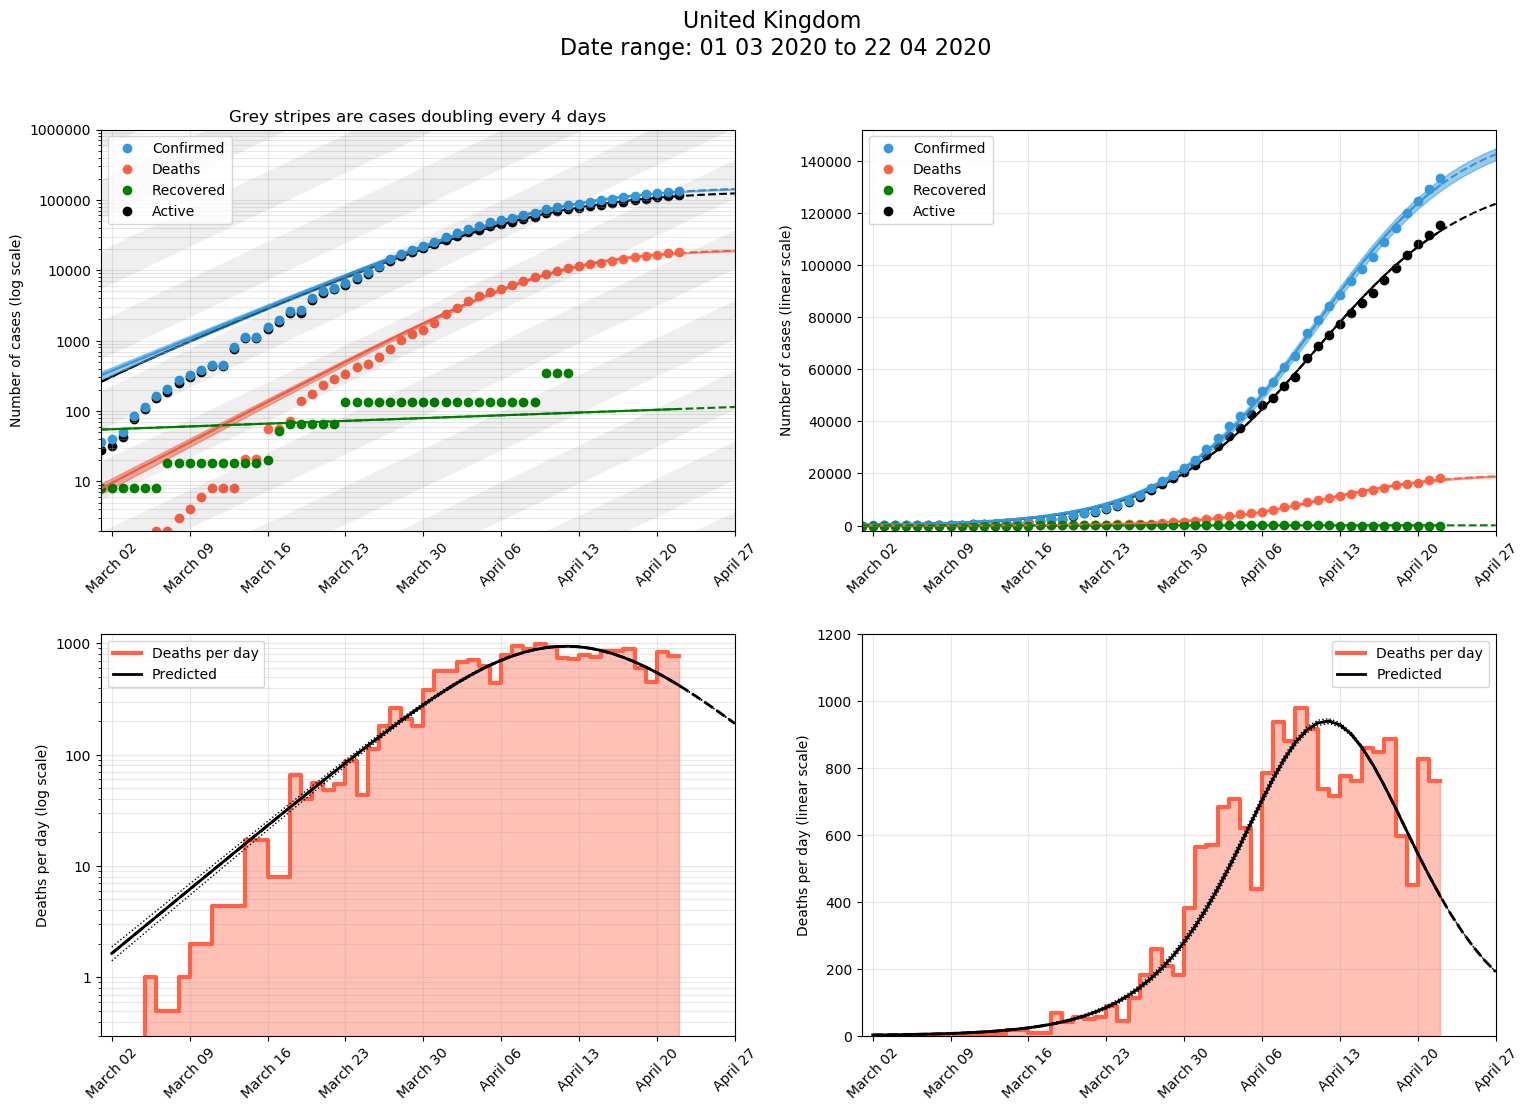 United Kingdom
Date range: 01 03 2020 to 22 04 2020
Grey stripes are cases doubling every 4 days
Number of cases (log scale)
1000000
100000
10000
1000
100
10
Confirmed
Deaths
Recovered
Active
March 02
March 09
March 16
March 23
March 30
April 06
April 13
April 20
April 27
Number of cases (linear scale)
140000
120000
100000
80000
60000
40000
20000
0
Confirmed
Deaths
Recovered
Active
March 02
March 09
March 16
March 23
March 30
April 06
April 13
April 20
April 27
Deaths per day (log scale)
1000
100
10
1
Deaths per day
Predicted
March 02
March 09
March 16
March 23
March 30
April 06
April 13
April 20
April 27
Deaths per day (linear scale)
1200
1000
800
600
400
200
0
Deaths per day
Predicted
March 02
March 09
March 16
March 23
March 30
April 06
April 13
April 20
April 27